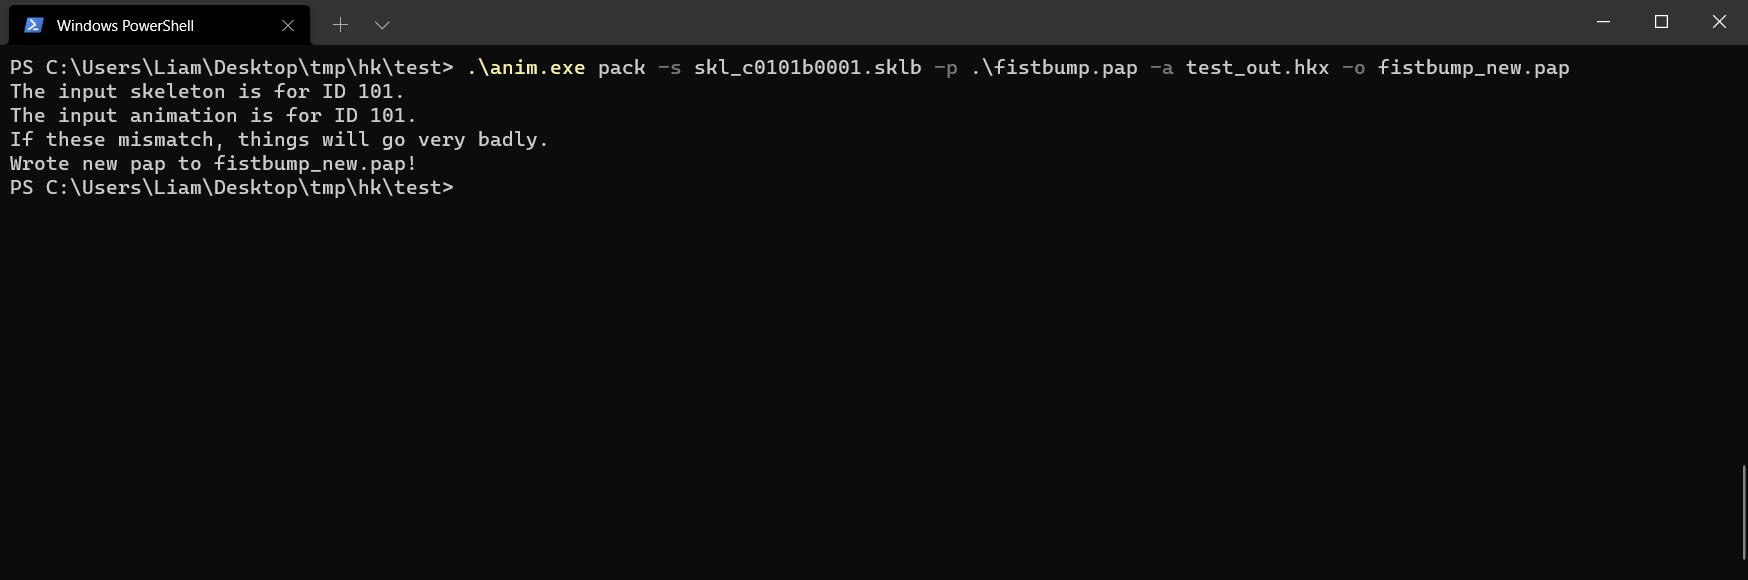 Windows PowerShell
PS C:\Users\Liam\Desktop\tmp\hk\test> .\anim.exe pack -s skl_c0101b0001.sklb -p .\fistbump.pap -a test_out.hkx -o fistbump_new.pap
The input skeleton is for ID 101.
The input animation is for ID 101.
If these mismatch, things will go very badly.
Wrote new pap to fistbump_new.pap!
PS C:\Users\Liam\Desktop\tmp\hk\test>